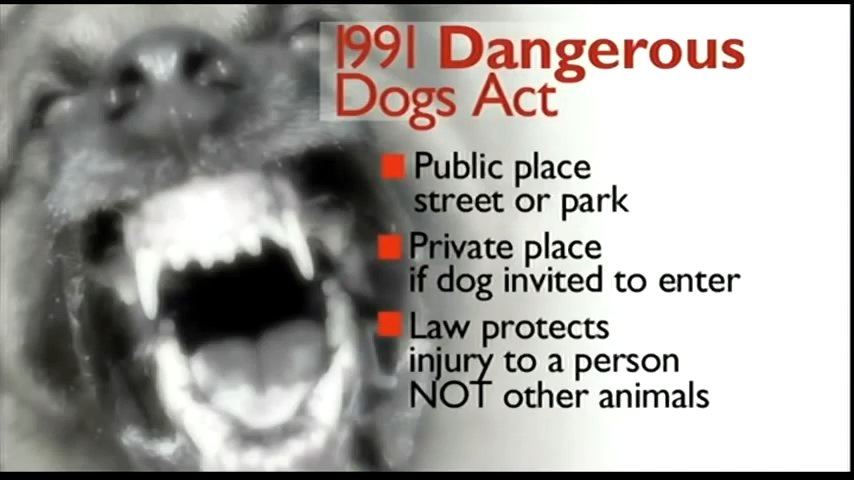 1991 Dangerous
Dogs Act
Public place
street or park
Private place
if dog invited to enter
Law protects
injury to a person
NOT other animals